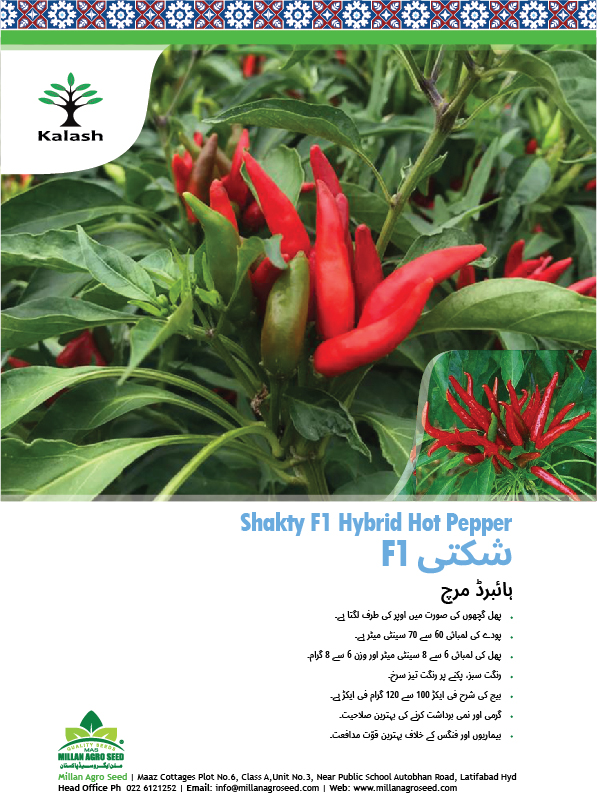 Kalash
Shakty F1 Hybrid Hot Pepper
شکتی F1
ہائبرڈ مرچ
• پھل گچھوں کی صورت میں اوپر کی طرف لگتا ہے۔
• پودے کی لمبائی 60 سے 70 سینٹی میٹر ہے۔
• پھل کی لمبائی 6 سے 8 سینٹی میٹر اور وزن 6 سے 8 گرام۔
• رنگت سبز، پکنے پر رنگت تیز سرخ۔
• بیج کی شرح فی ایکڑ 100 سے 120 گرام فی ایکڑ ہے۔
• گرمی اور نمی برداشت کرنے کی بہترین صلاحیت۔
• بیماریوں اور فنگس کے خلاف بہترین قوّت مدافعت۔
QUALITY SEEDS
MAS
MILLAN AGRO SEED
ملن ایگرو سیڈ پاکستان
Millan Agro Seed | Maaz Cottages Plot No.6, Class A,Unit No.3, Near Public School Autobhan Road, Latifabad Hyd
Head Office Ph 022 6121252 | Email: info@millanagroseed.com | Web: www.millanagroseed.com